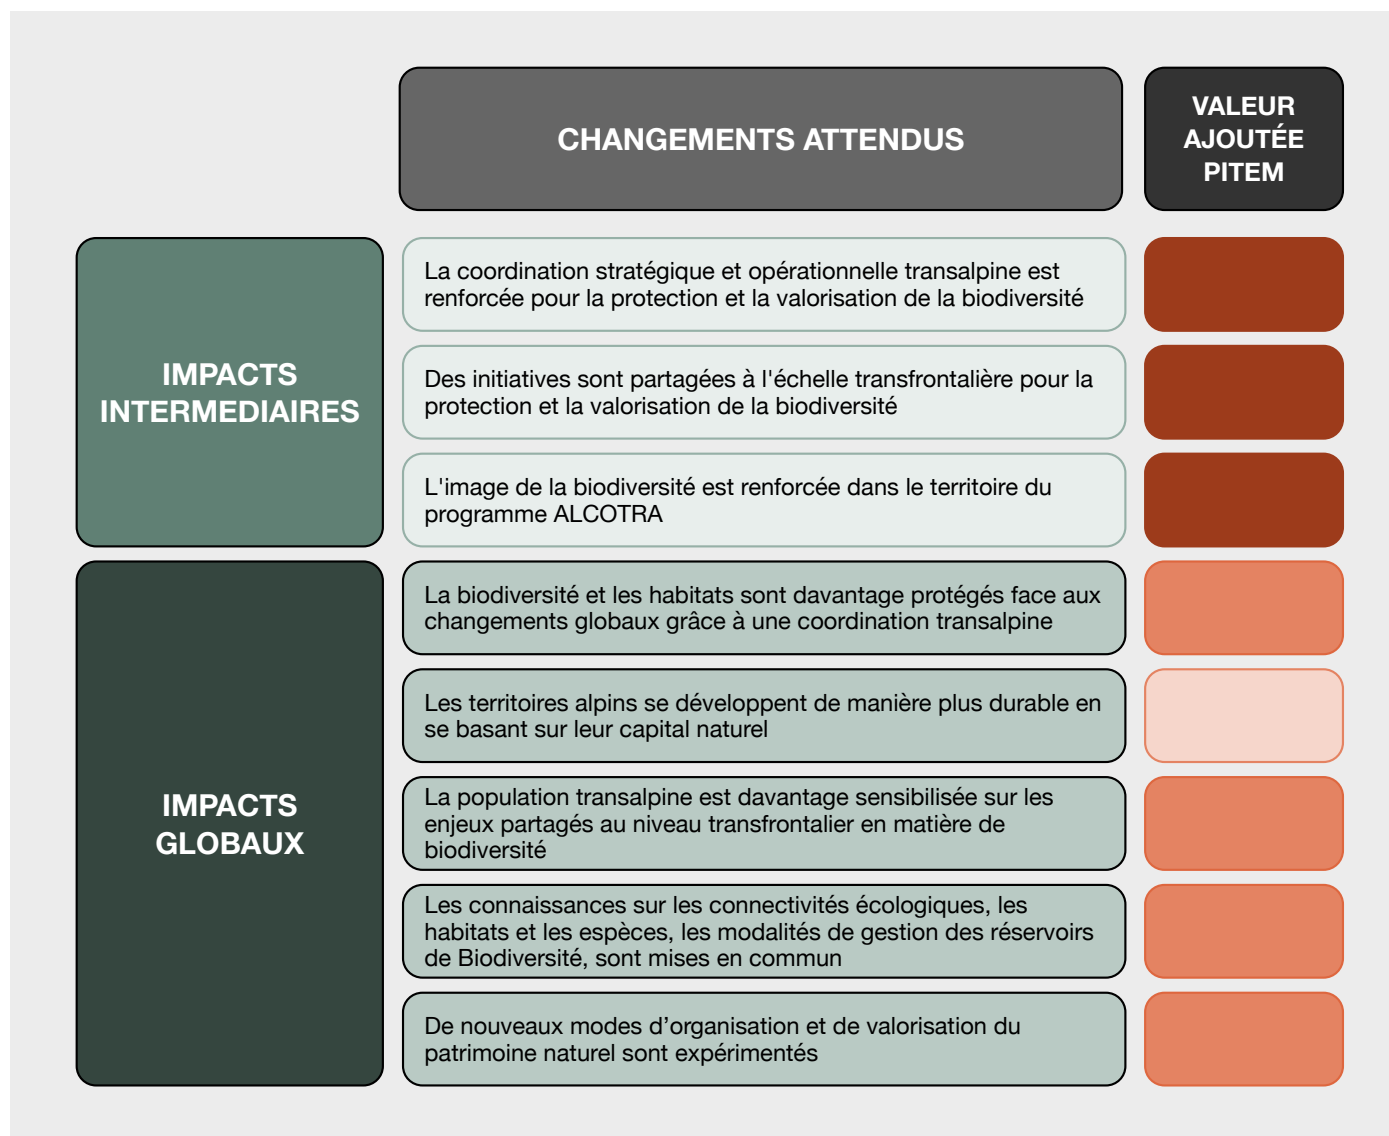 CHANGEMENTS ATTENDUS
VALEUR
AJOUTÉE
PITEM
IMPACTS
INTERMEDIAIRES
La coordination stratégique et opérationnelle transalpine est
renforcée pour la protection et la valorisation de la biodiversité
Des initiatives sont partagées à l'échelle transfrontalière pour la
protection et la valorisation de la biodiversité
L'image de la biodiversité est renforcée dans le territoire du
programme ALCOTRA
IMPACTS
GLOBAUX
La biodiversité et les habitats sont davantage protégés face aux
changements globaux grâce à une coordination transalpine
Les territoires alpins se développent de manière plus durable en
se basant sur leur capital naturel
La population transalpine est davantage sensibilisée sur les
enjeux partagés au niveau transfrontalier en matière de
biodiversité
Les connaissances sur les connectivités écologiques, les
habitats et les espèces, les modalités de gestion des réservoirs
de Biodiversité, sont mises en commun
De nouveaux modes d’organisation et de valorisation du
patrimoine naturel sont expérimentés